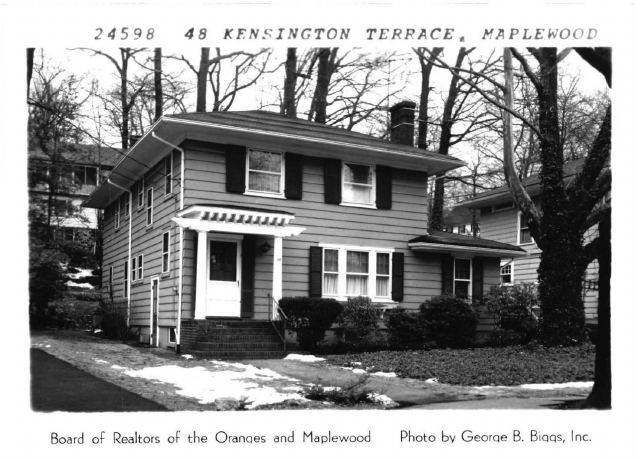 24598 48 KENSINGTON TERRACE, MAPLEWOOD
Board of Realtors of the Oranges and Maplewood Photo by George B. Biggs, Inc.